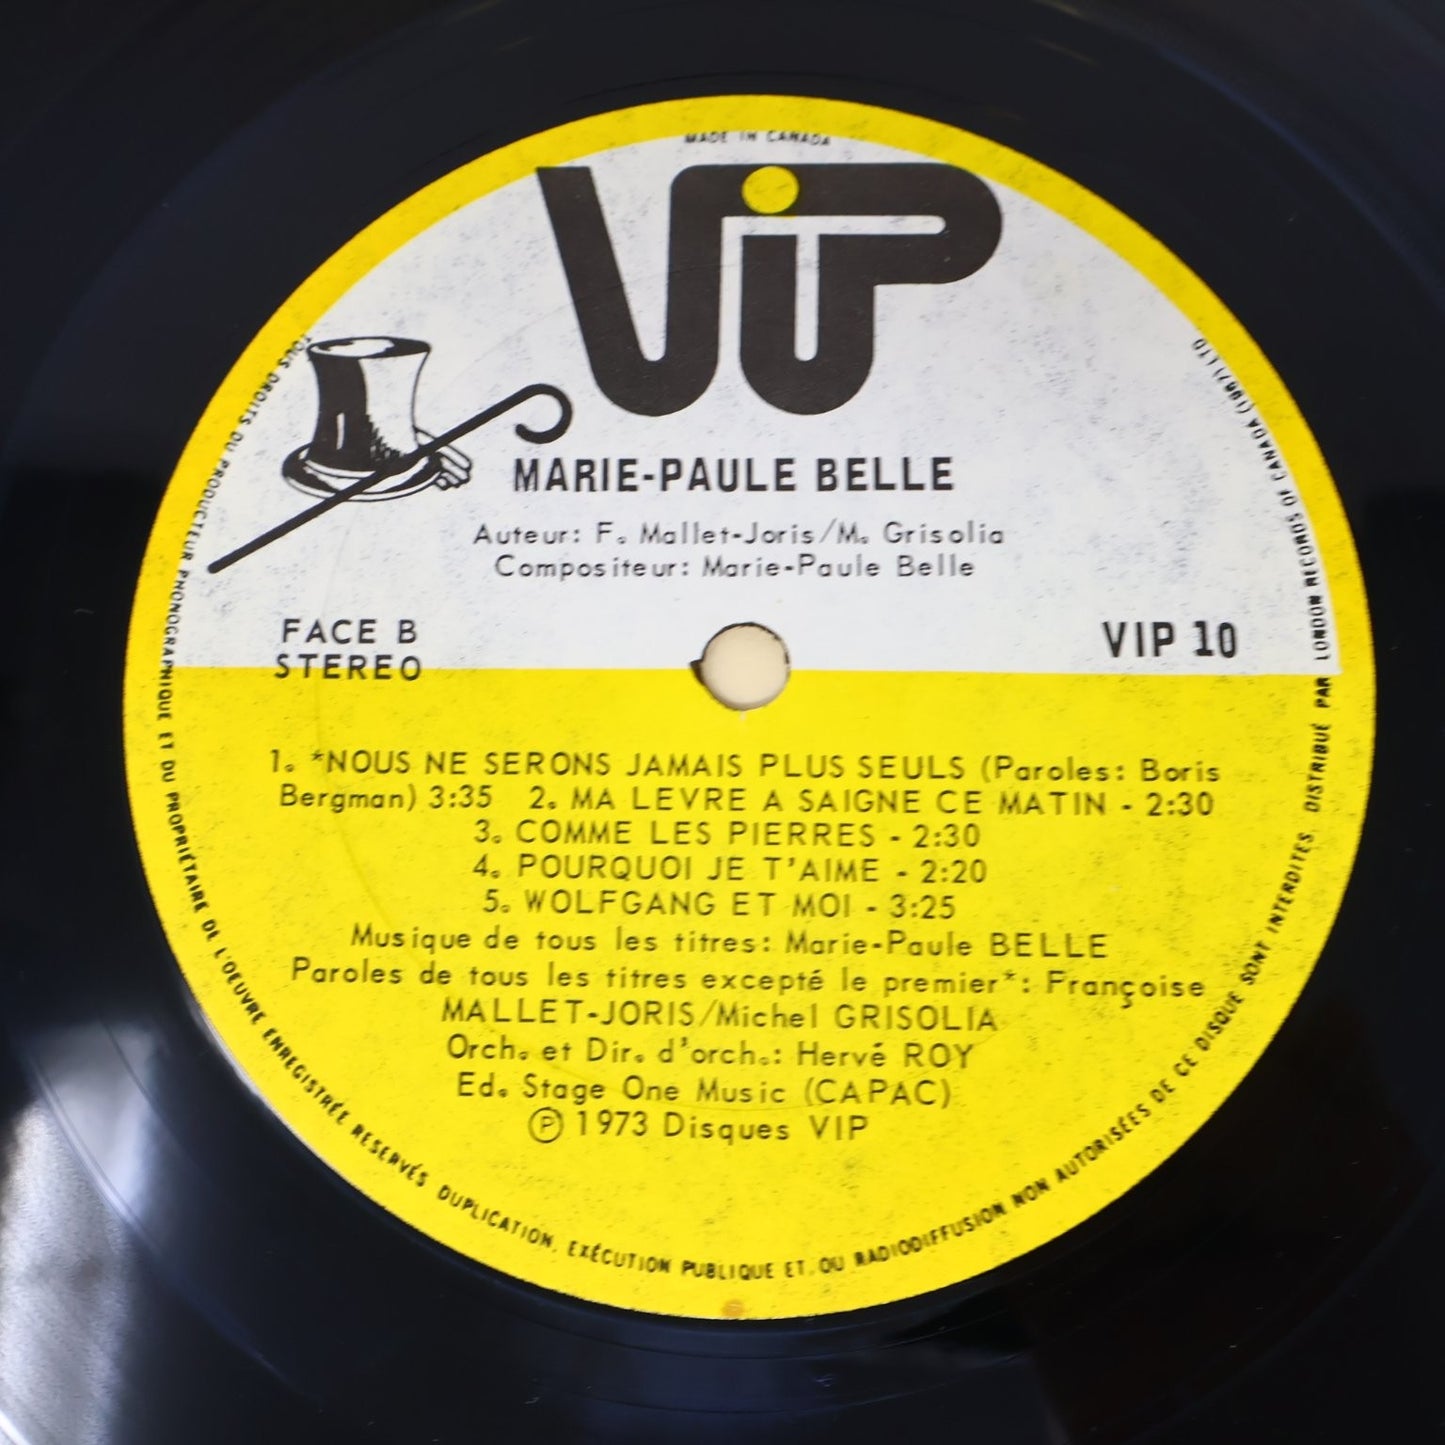 MADE IN CANADA
ViP
MARIE-PAULE BELLE
Auteur: F. Mallet-Joris/M. Grisolia
Compositeur: Marie-Paule Belle
FACE B
STEREO
VIP 10
1. *NOUS NE SERONS JAMAIS PLUS SEULS (Paroles: Boris
Bergman) 3:35 2. MA LEVRE A SAIGNE CE MATIN - 2:30
3. COMME LES PIERRES - 2:30
4. POURQUOI JE T'AIME - 2:20
5. WOLFGANG ET MOI - 3:25
Musique de tous les titres: Marie-Paule BELLE
Paroles de tous les titres excepté le premier*: Françoise
MALLET-JORIS/Michel GRISOLIA
Orch. et Dir. d'orch.: Hervé ROY
Ed. Stage One Music (CAPAC)
Ⓟ 1973 Disques VIP
TOUS DROITS DU PRODUCTEUR PHONOGRAPHIQUE ET DU PROPRIÉTAIRE DE L'OEUVRE ENREGISTRÉE RESERVÉS DUPLICATION, EXÉCUTION PUBLIQUE ET, OU RADIODIFFUSION NON AUTORISÉES DE CE DISQUE SONT INTERDITES. DISTRIBUÉ PAR LONDON RECORDS OF CANADA (1967) LTD.